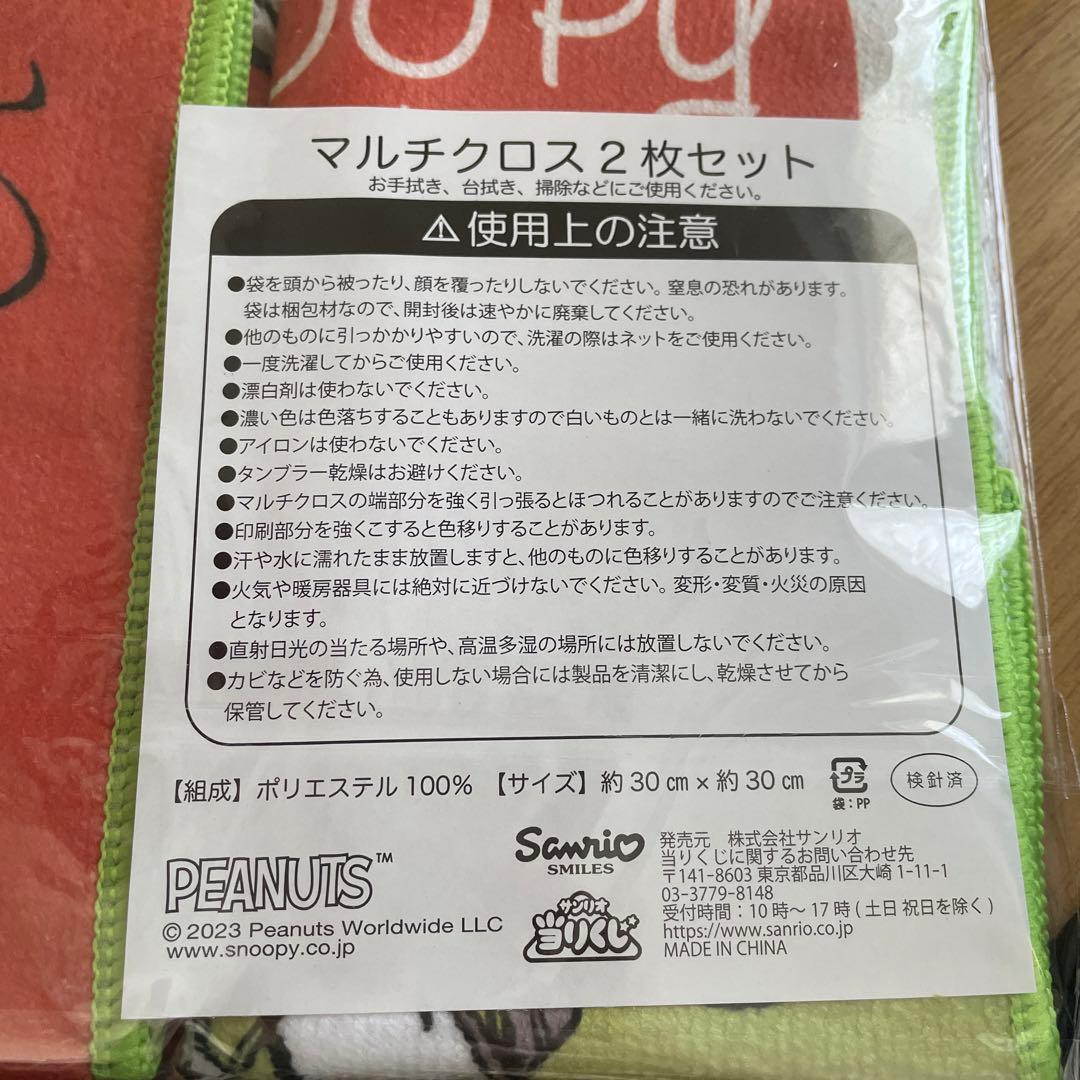 マルチクロス2枚セット
お手拭き、台拭き、掃除などにご使用ください。
⚠使用上の注意
●袋を頭から被ったり、顔を覆ったりしないでください。窒息の恐れがあります。
袋は梱包材なので、開封後は速やかに廃棄してください。
●他のものに引っかかりやすいので、洗濯の際はネットをご使用ください。
●一度洗濯してからご使用ください。
●漂白剤は使わないでください。
●濃い色は色落ちすることもありますので白いものとは一緒に洗わないでください。
●アイロンは使わないでください。
●タンブラー乾燥はお避けください。
●マルチクロスの端部分を強く引っ張るとほつれることがありますのでご注意ください。
●印刷部分を強くこすると色移りすることがあります。
●汗や水に濡れたまま放置しますと、他のものに色移りすることがあります。
●火気や暖房器具には絶対に近づけないでください。変形・変質・火災の原因
となります。
●直射日光の当たる場所や、高温多湿の場所には放置しないでください。
●カビなどを防ぐ為、使用しない場合には製品を清潔にし、乾燥させてから
保管してください。
【組成】ポリエステル100% 【サイズ】約30㎝×約30㎝
プラ
袋:PP
検針済
PEANUTS™
© 2023 Peanuts Worldwide LLC
www.snoopy.co.jp
Sanrio
SMILES
サンリオ
当りくじ
発売元 株式会社サンリオ
当りくじに関するお問い合わせ先
〒141-8603 東京都品川区大崎1-11-1
03-3779-8148
受付時間:10時〜17時(土日祝日を除く)
https://www.sanrio.co.jp
MADE IN CHINA